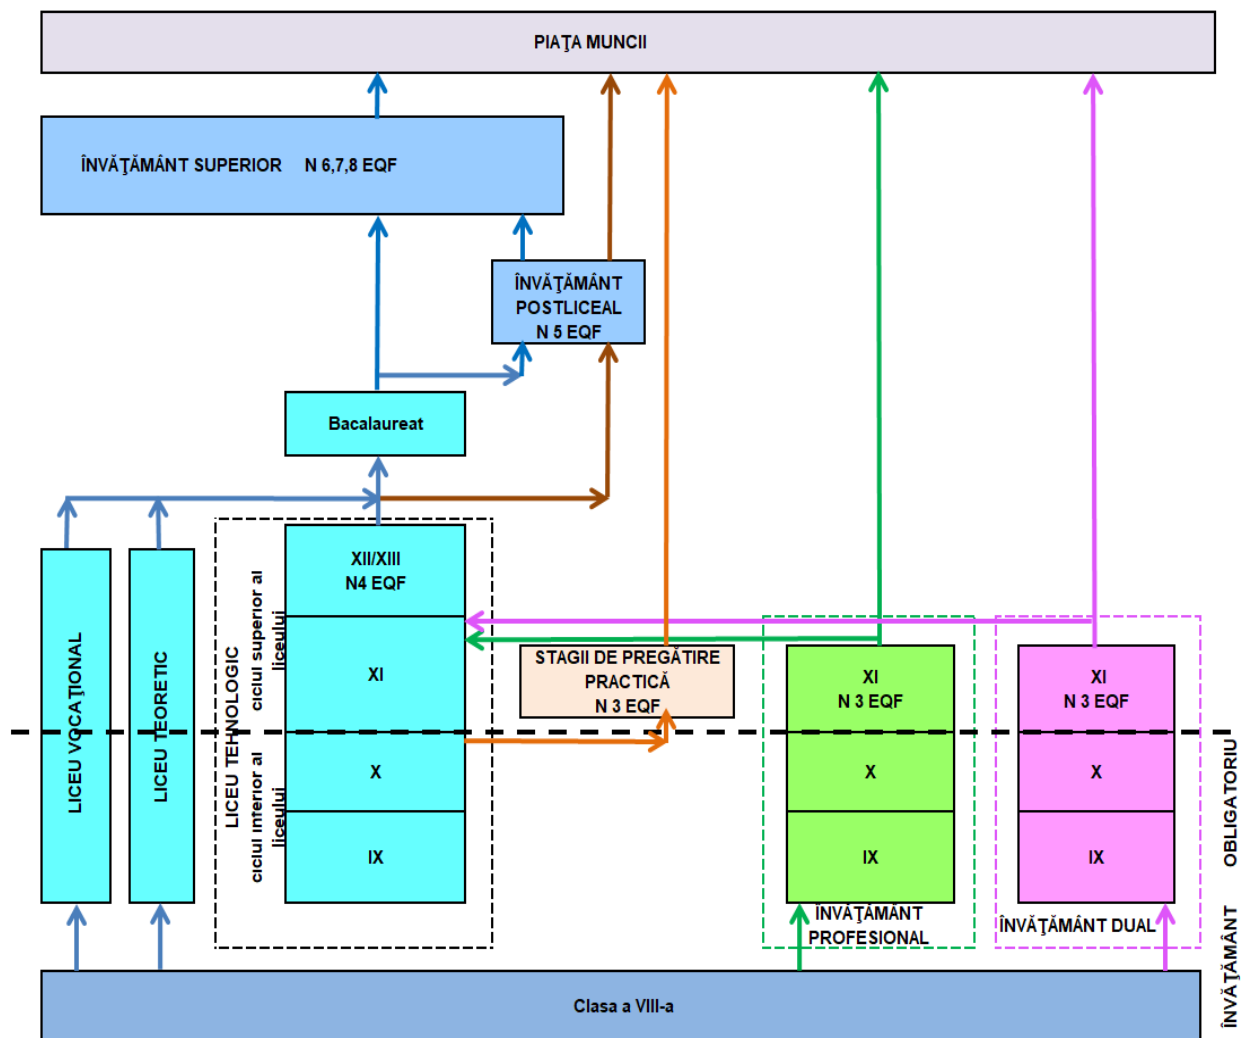 PIAŢA MUNCII
ÎNVĂŢĂMÂNT SUPERIOR N 6,7,8 EQF
ÎNVĂŢĂMÂNT
POSTLICEAL
N 5 EQF
Bacalaureat
LICEU VOCAŢIONAL
LICEU TEORETIC
LICEU TEHNOLOGIC
ciclul superior al
liceului
ciclul inferior al
liceului
XII/XIII
N4 EQF
XI
X
IX
STAGII DE PREGĂTIRE
PRACTICĂ
N 3 EQF
XI
N 3 EQF
X
IX
ÎNVĂŢĂMÂNT
PROFESIONAL
XI
N 3 EQF
X
IX
ÎNVĂŢĂMÂNT DUAL
ÎNVĂŢĂMÂNT OBLIGATORIU
Clasa a VIII-a